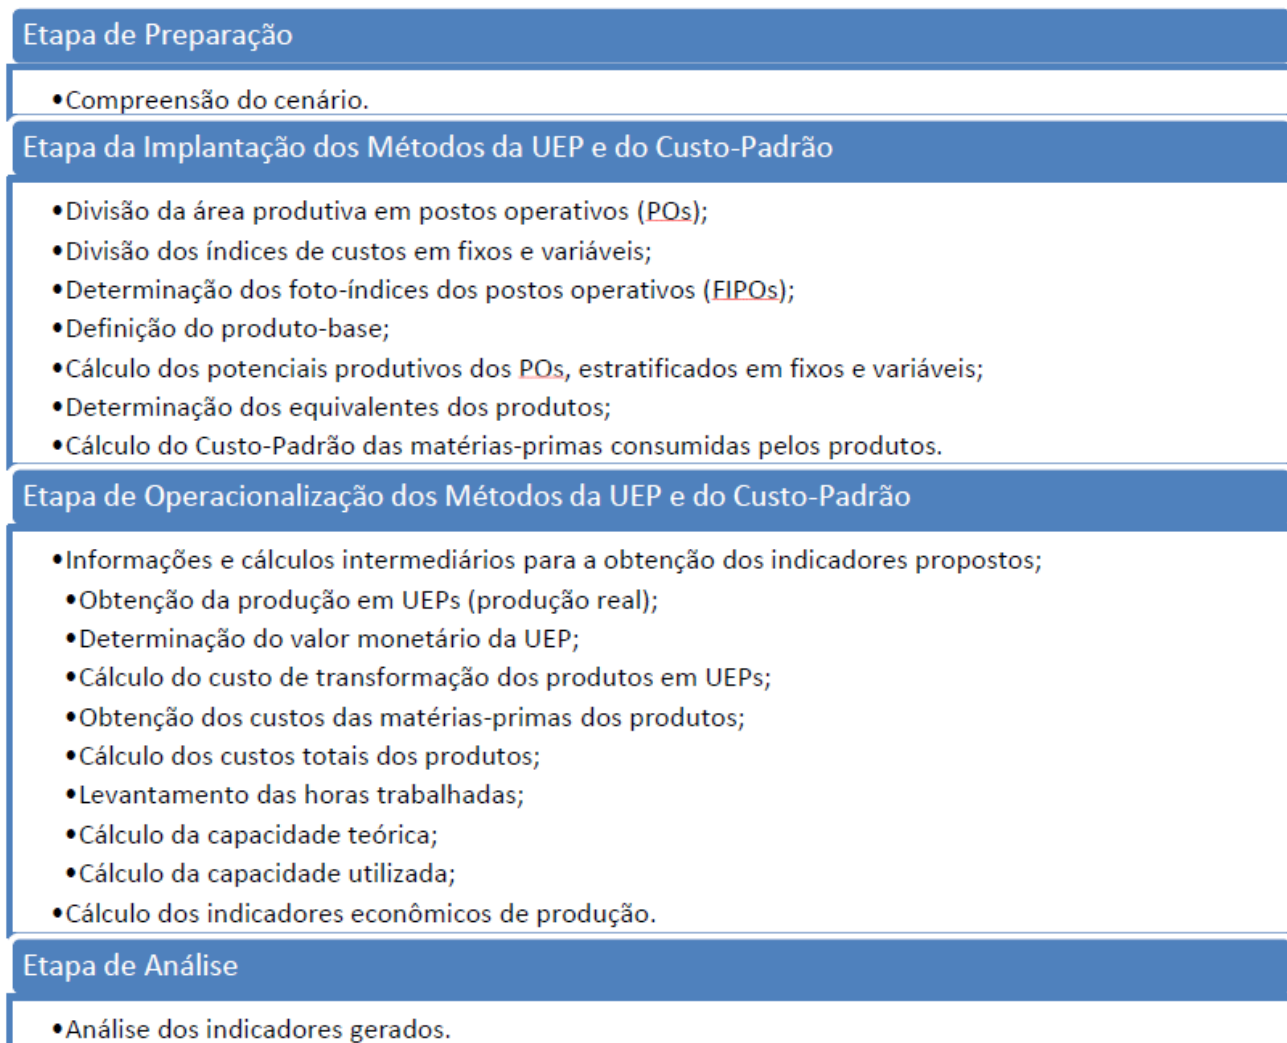 Etapa de Preparação
•Compreensão do cenário.
Etapa da Implantação dos Métodos da UEP e do Custo-Padrão
•Divisão da área produtiva em postos operativos (POs);
•Divisão dos índices de custos em fixos e variáveis;
•Determinação dos foto-índices dos postos operativos (FIPOs);
•Definição do produto-base;
•Cálculo dos potenciais produtivos dos POs, estratificados em fixos e variáveis;
•Determinação dos equivalentes dos produtos;
•Cálculo do Custo-Padrão das matérias-primas consumidas pelos produtos.
Etapa de Operacionalização dos Métodos da UEP e do Custo-Padrão
•Informações e cálculos intermediários para a obtenção dos indicadores propostos;
•Obtenção da produção em UEPs (produção real);
•Determinação do valor monetário da UEP;
•Cálculo do custo de transformação dos produtos em UEPs;
•Obtenção dos custos das matérias-primas dos produtos;
•Cálculo dos custos totais dos produtos;
•Levantamento das horas trabalhadas;
•Cálculo da capacidade teórica;
•Cálculo da capacidade utilizada;
•Cálculo dos indicadores econômicos de produção.
Etapa de Análise
•Análise dos indicadores gerados.